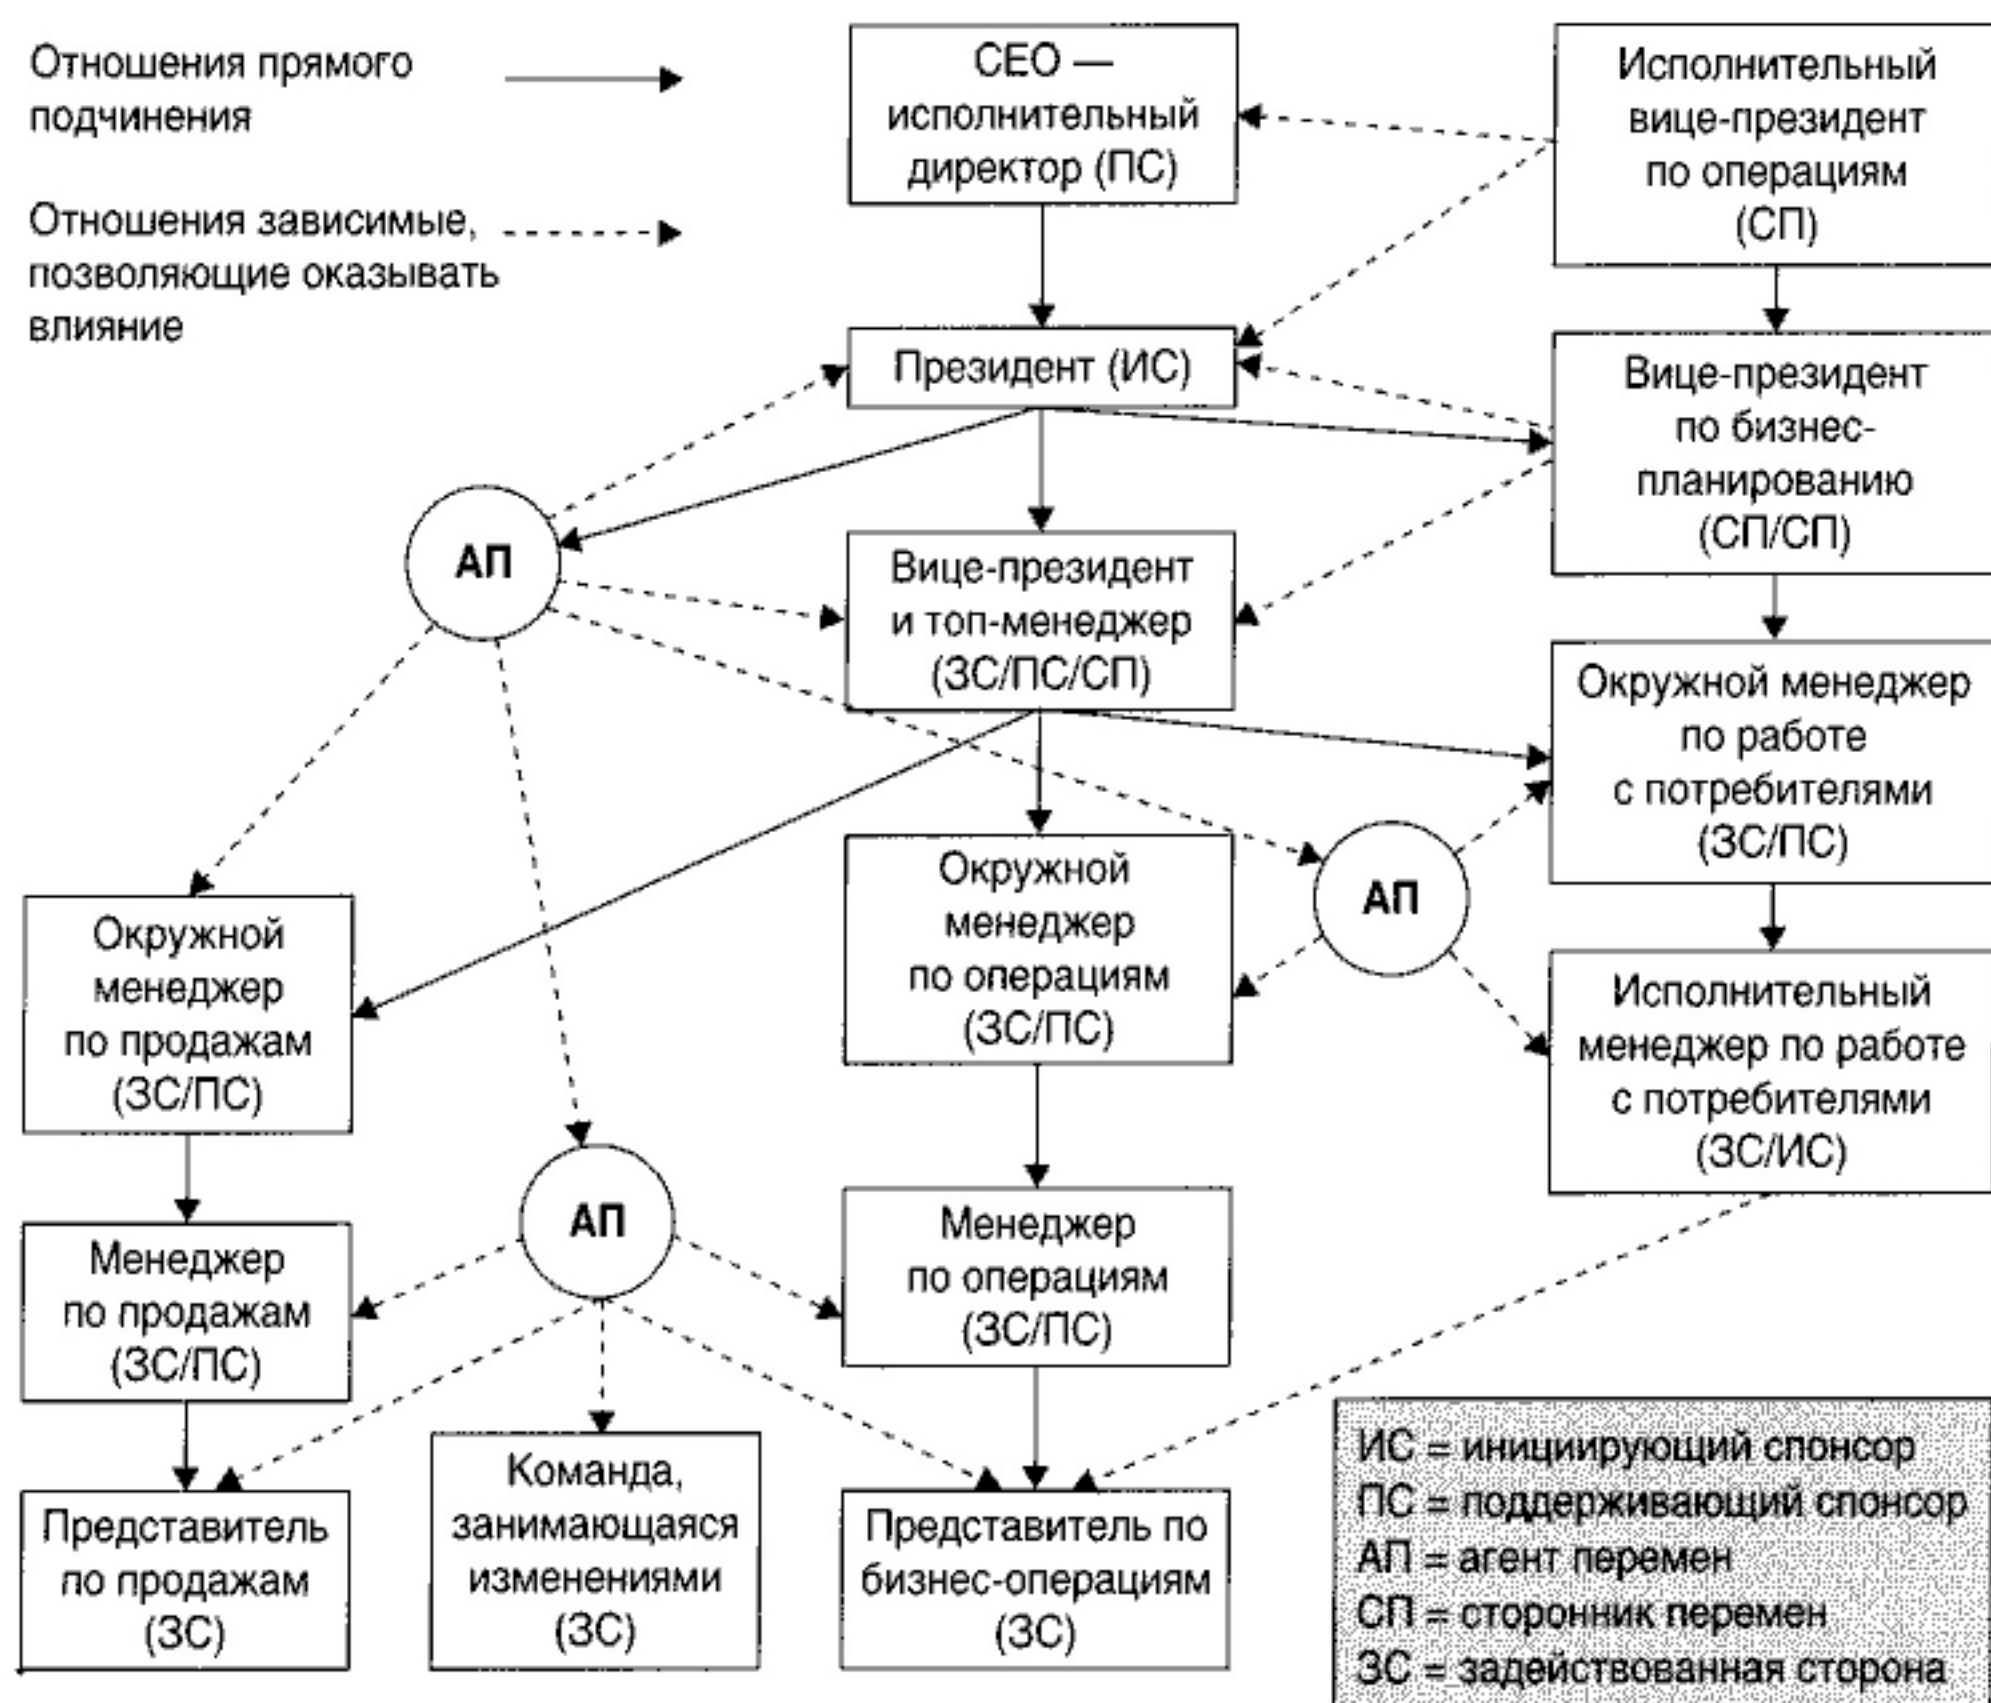 Отношения прямого
подчинения
Отношения зависимые,
позволяющие оказывать
влияние
CEO —
исполнительный
директор (ПС)
Исполнительный
вице-президент
по операциям
(СП)
Президент (ИС)
Вице-президент
по бизнес-
планированию
(СП/СП)
АП
Вице-президент
и топ-менеджер
(ЗС/ПС/СП)
Окружной менеджер
по работе
с потребителями
(ЗС/ПС)
Окружной
менеджер
по продажам
(ЗС/ПС)
Окружной
менеджер
по операциям
(ЗС/ПС)
АП
Исполнительный
менеджер по работе
с потребителями
(ЗС/ИС)
АП
Менеджер
по продажам
(ЗС/ПС)
Менеджер
по операциям
(ЗС/ПС)
Представитель
по продажам
(ЗС)
Команда,
занимающаяся
изменениями
(ЗС)
Представитель по
бизнес-операциям
(ЗС)
ИС = инициирующий спонсор
ПС = поддерживающий спонсор
АП = агент перемен
СП = сторонник перемен
ЗС = задействованная сторона